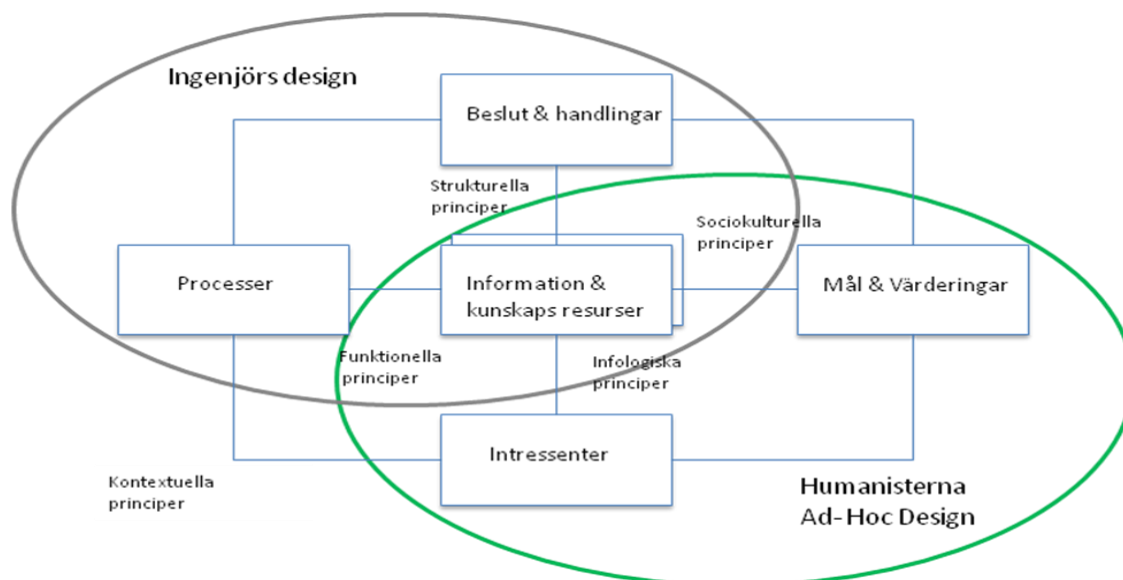 Ingenjörs design
Beslut & handlingar
Strukturella
principer
Sociokulturella
principer
Processer
Information &
kunskaps resurser
Mål & Värderingar
Funktionella
principer
Infologiska
principer
Intressenter
Kontextuella
principer
Humanisterna
Ad-Hoc Design